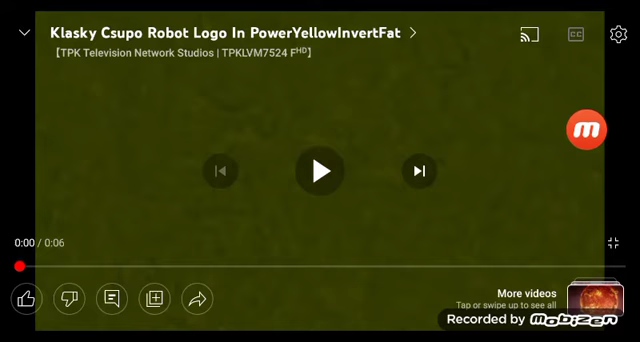 Klasky Csupo Robot Logo In PowerYellowInvertFat
【TPK Television Network Studios | TPKLVM7524 Fᴴᴰ】
CC
m
0:00 / 0:06
More videos
Tap or swipe up to see all
Recorded by Mobizen